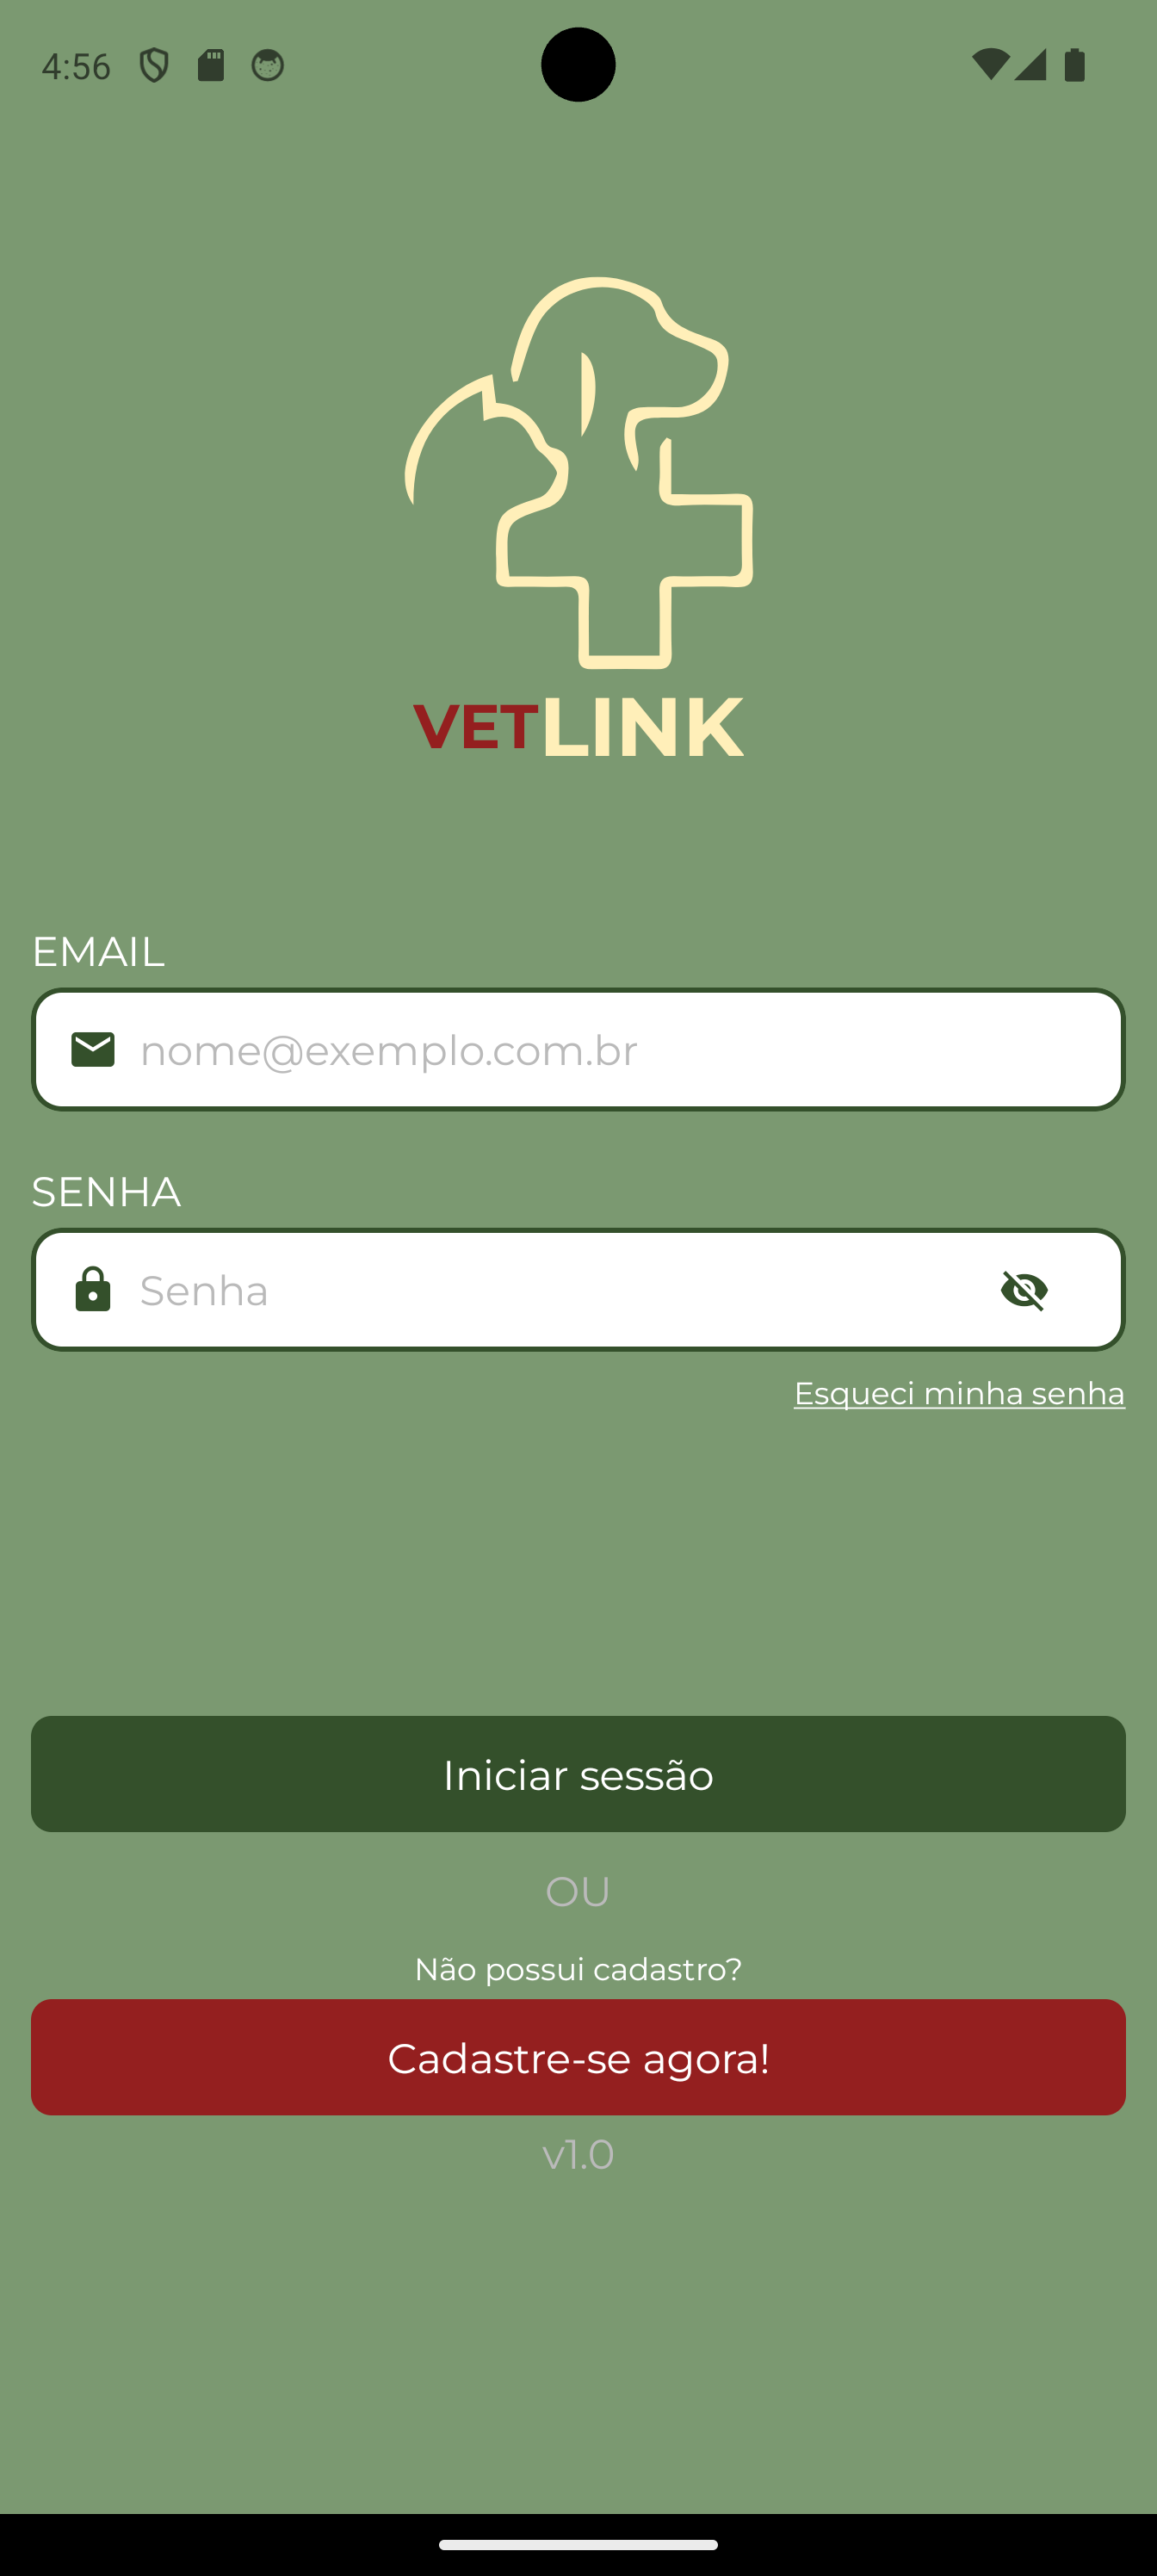 4:56
VETLINK
EMAIL
nome@exemplo.com.br
SENHA
Senha
Esqueci minha senha
Iniciar sessão
OU
Não possui cadastro?
Cadastre-se agora!
v1.0